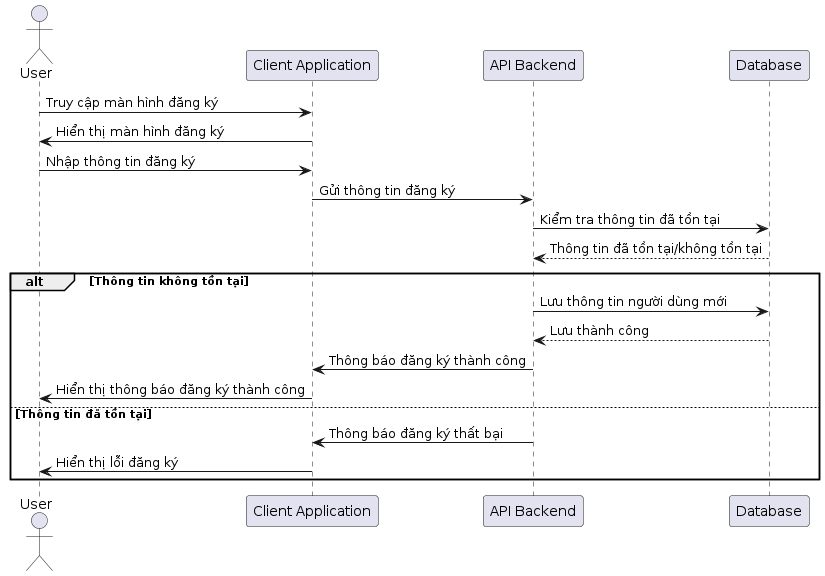 User
Client Application
API Backend
Database
Truy cập màn hình đăng ký
Hiển thị màn hình đăng ký
Nhập thông tin đăng ký
Gửi thông tin đăng ký
Kiểm tra thông tin đã tồn tại
Thông tin đã tồn tại/không tồn tại
alt
[Thông tin không tồn tại]
Lưu thông tin người dùng mới
Lưu thành công
Thông báo đăng ký thành công
Hiển thị thông báo đăng ký thành công
[Thông tin đã tồn tại]
Thông báo đăng ký thất bại
Hiển thị lỗi đăng ký
User
Client Application
API Backend
Database